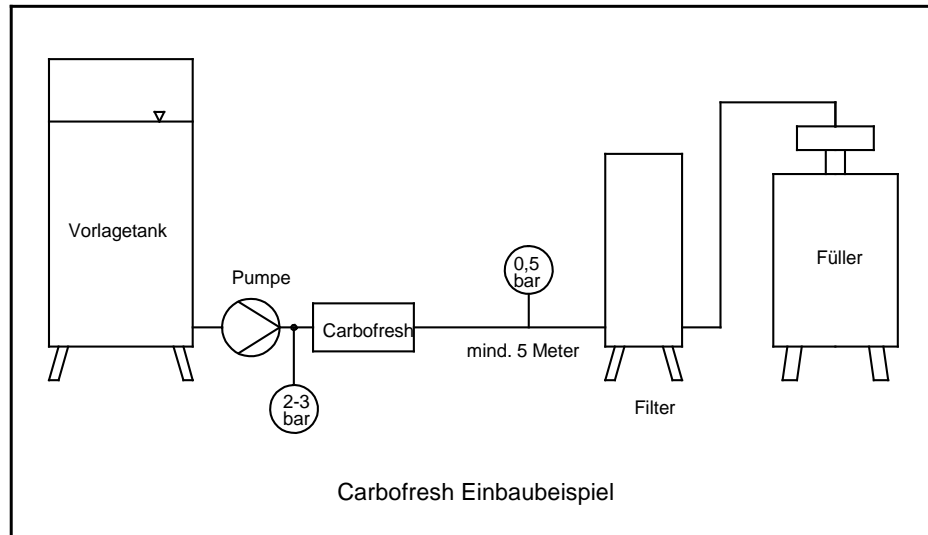 Vorlagetank
Pumpe
2-3
bar
Carbofresh
0,5
bar
mind. 5 Meter
Filter
Füller
Carbofresh Einbaubeispiel